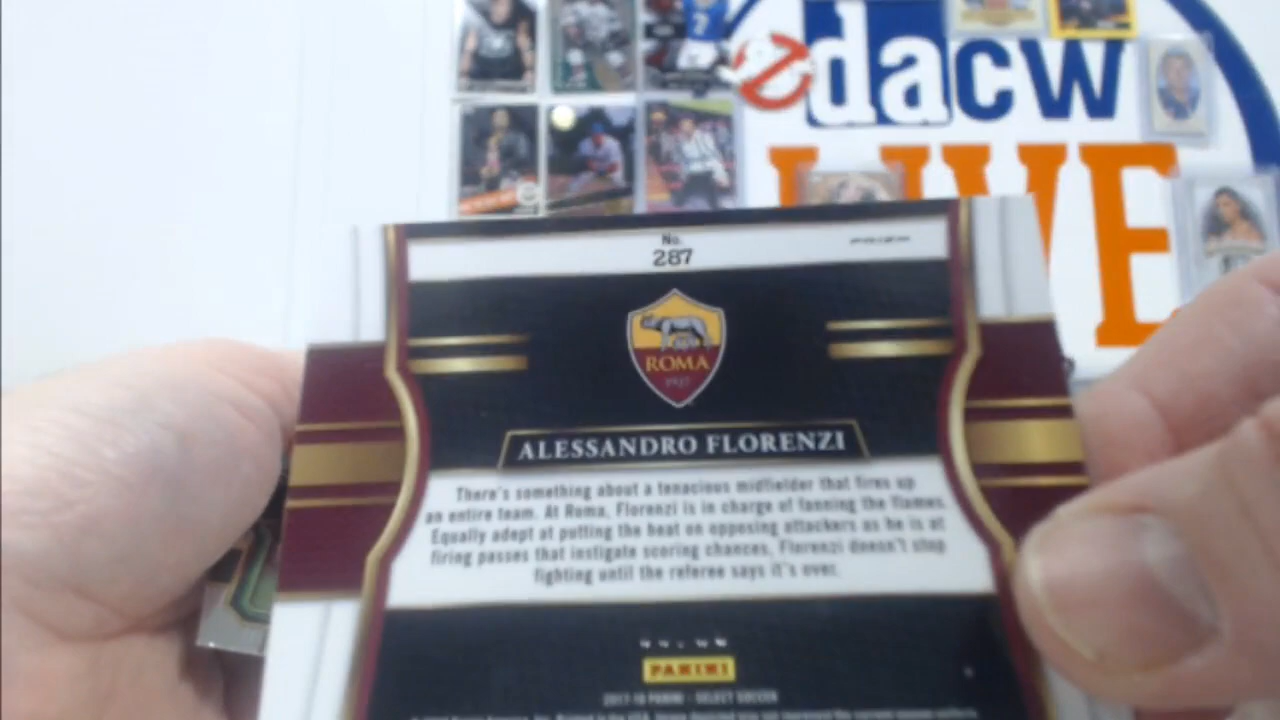 dacw
LIVE
No.
287
ROMA
1927
ALESSANDRO FLORENZI
There's something about a tenacious midfielder that fires up
an entire team. At Roma, Florenzi is in charge of fanning the flames.
Equally adept at putting the heat on opposing attackers as he is at
firing passes that instigate scoring chances, Florenzi doesn't stop
fighting until the referee says it's over.
PANINI
2017-18 PANINI - SELECT SOCCER